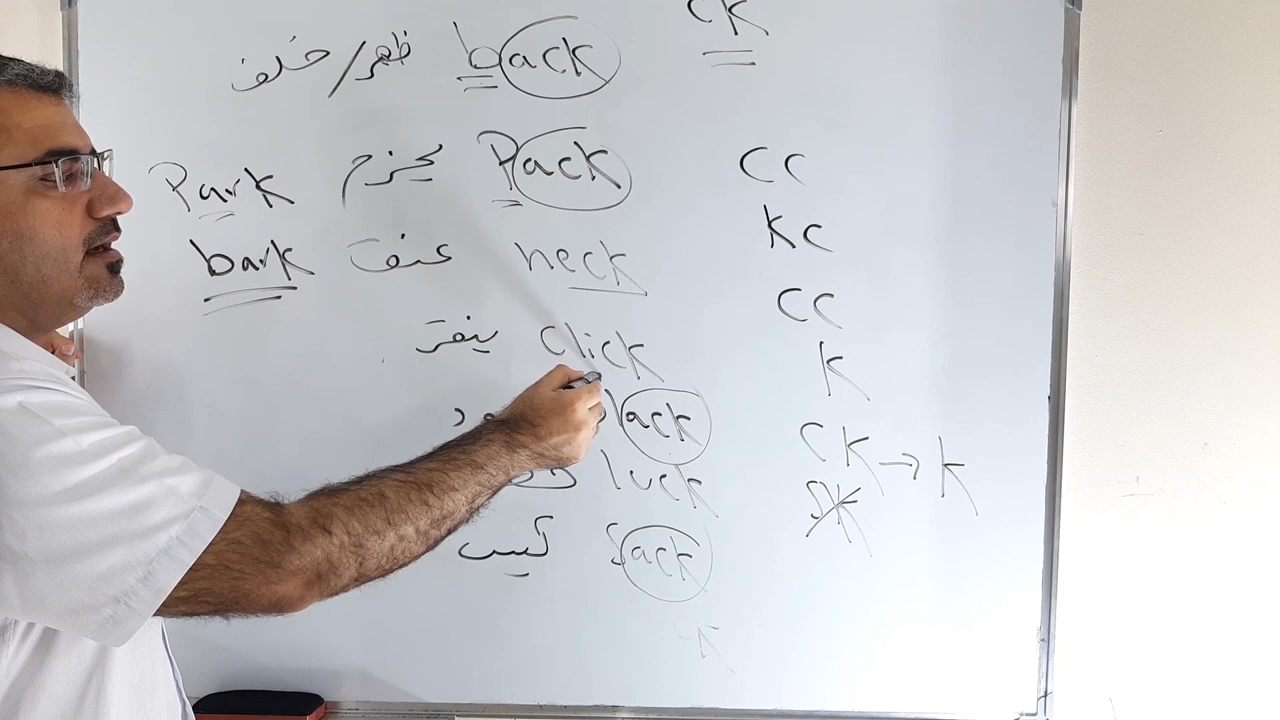 ck
back ظهر/خلف
Pack يحزم Park
neck عنق bark
click ينقر
lack
luck
Sack كيس
cc
kc
cc
k
ck → k
sk